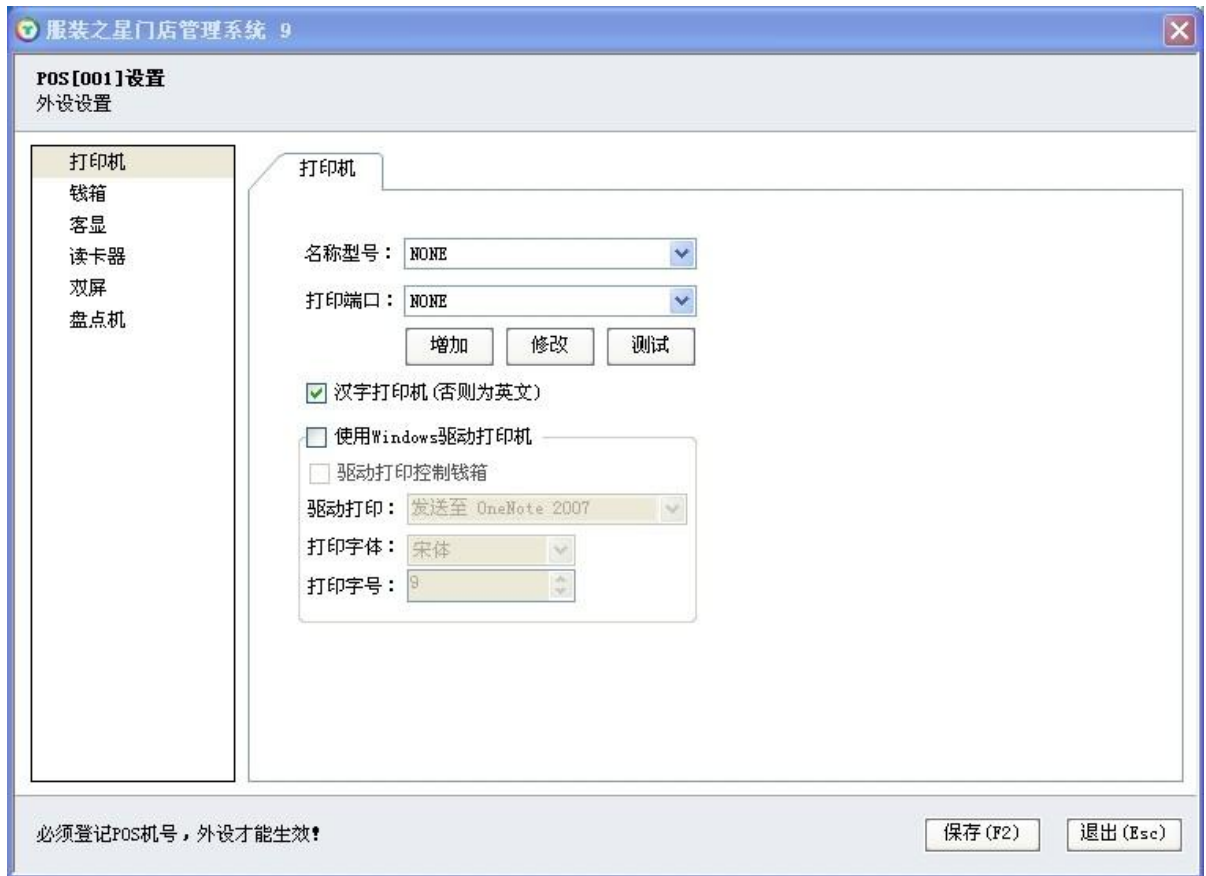 服装之星门店管理系统 9
POS[001]设置
外设设置
打印机
钱箱
客显
读卡器
双屏
盘点机
打印机
名称型号： NONE
打印端口： NONE
增加 修改 测试
汉字打印机(否则为英文)
使用Windows驱动打印机
驱动打印控制钱箱
驱动打印： 发送至 OneNote 2007
打印字体： 宋体
打印字号： 9
必须登记POS机号，外设才能生效！
保存(F2) 退出(Esc)